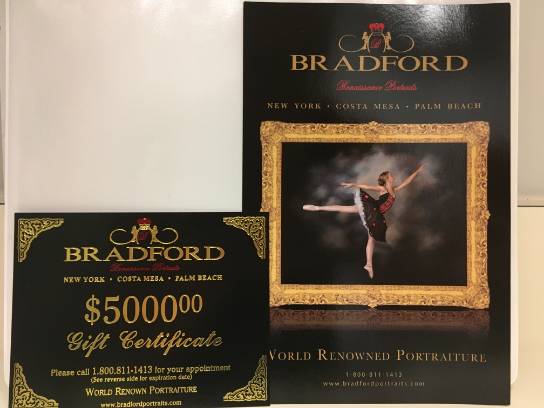 BRADFORD
Renaissance Portraits
NEW YORK • COSTA MESA • PALM BEACH
WORLD RENOWNED PORTRAITURE
1-800-811-1413
www.bradfordportraits.com
BRADFORD
Renaissance Portraits
NEW YORK • COSTA MESA • PALM BEACH
$500000
Gift Certificate
Please call 1.800.811-1413 for your appointment
(See reverse side for expiration date)
WORLD RENOWN PORTRAITURE
www.bradfordportraits.com